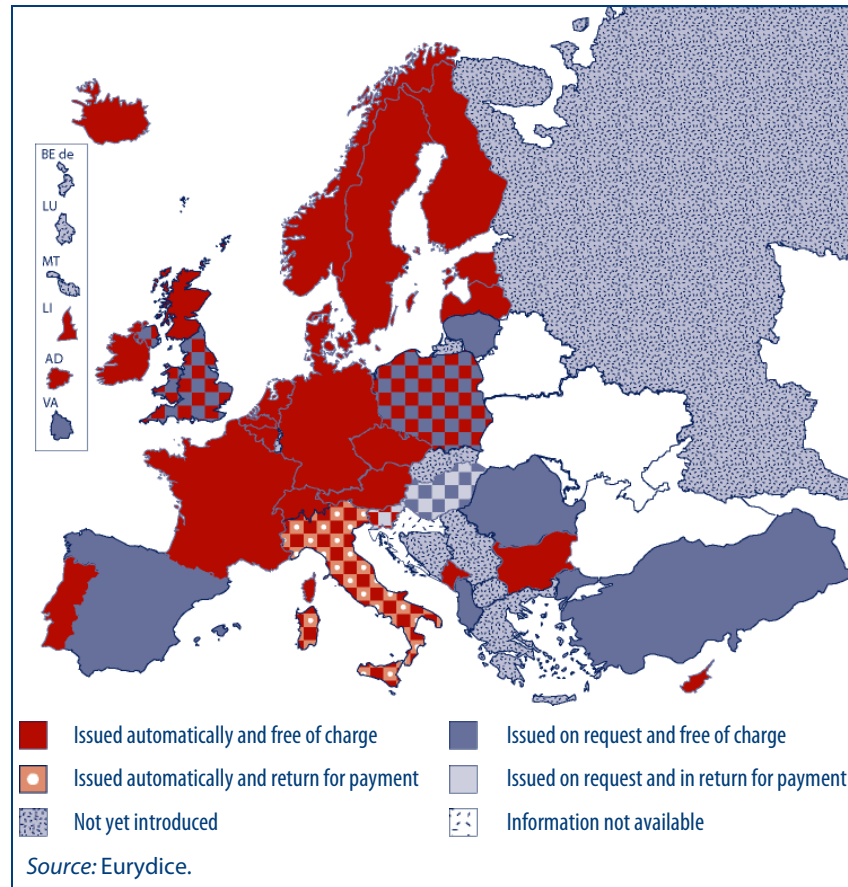 BE de
LU
MT
LI
AD
VA
Issued automatically and free of charge
Issued on request and free of charge
Issued automatically and return for payment
Issued on request and in return for payment
Not yet introduced
Information not available
Source: Eurydice.